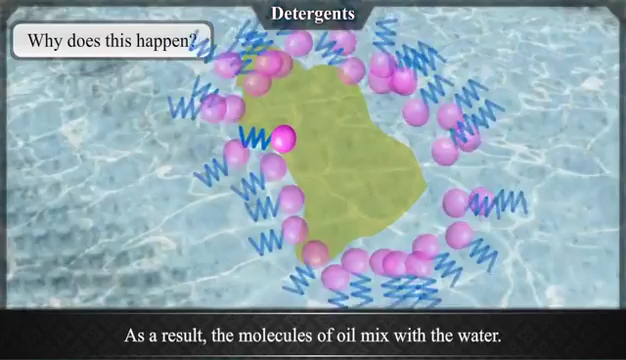 Detergents
Why does this happen?
As a result, the molecules of oil mix with the water.